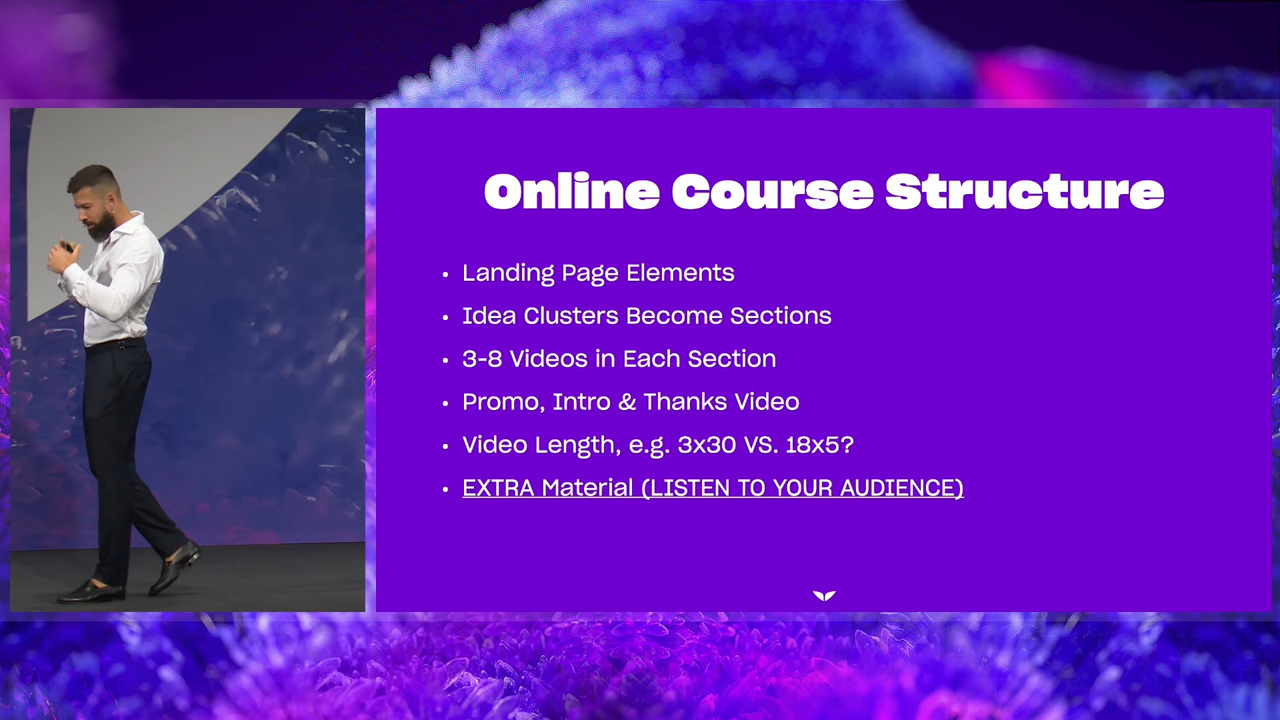 Online Course Structure
Landing Page Elements
Idea Clusters Become Sections
3-8 Videos in Each Section
Promo, Intro & Thanks Video
Video Length, e.g. 3x30 VS. 18x5?
EXTRA Material (LISTEN TO YOUR AUDIENCE)